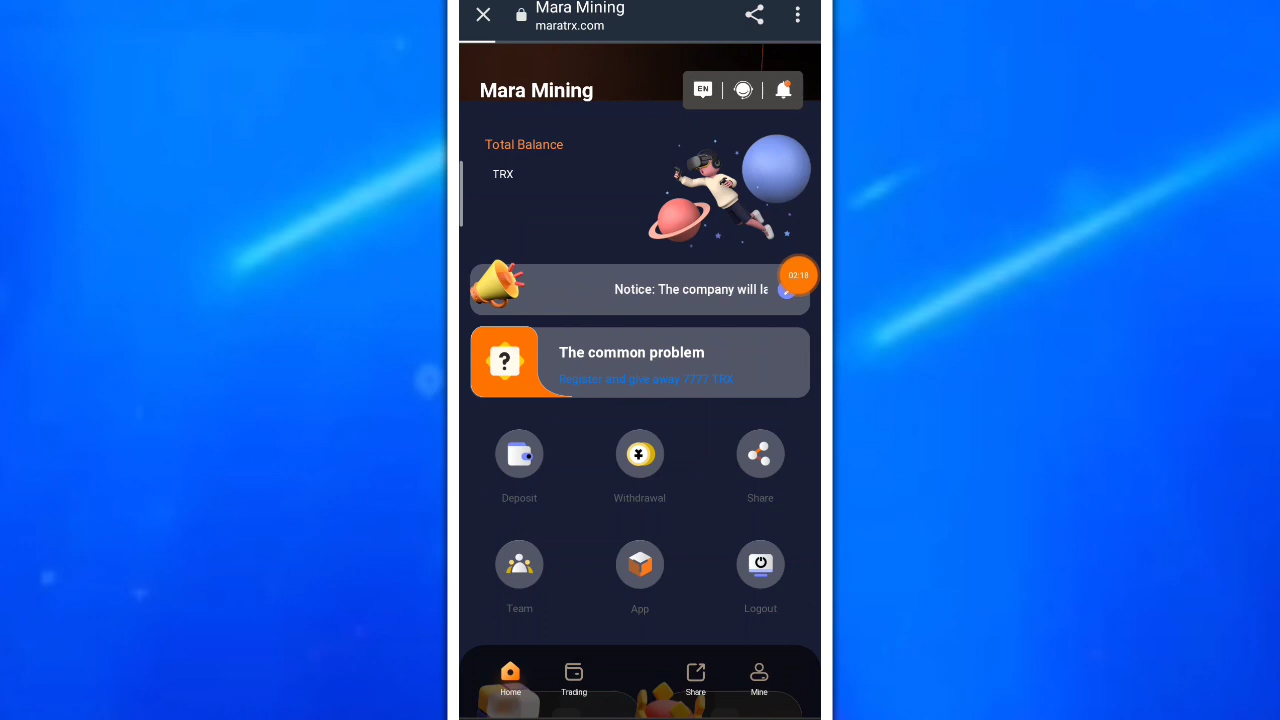 Mara Mining
maratrx.com
Mara Mining
EN
Total Balance
TRX
02:18
Notice: The company will la
The common problem
Register and give away 7777 TRX
Deposit
Withdrawal
Share
Team
App
Logout
Home
Trading
Share
Mine